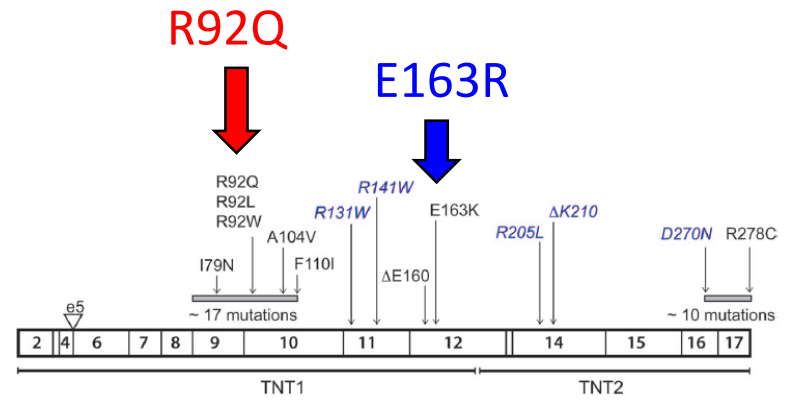 R92Q
E163R
R92Q
R92L
R92W
R141W
R131W
E163K
A104V
I79N
F110I
ΔE160
R205L
ΔK210
D270N
R278C
e5
~ 17 mutations
~ 10 mutations
2 4 6 7 8 9 10 11 12 14 15 16 17
TNT1 TNT2